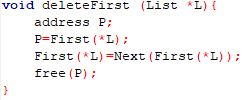 void deleteFirst (List *L){
address P;
P=First(*L);
First(*L)=Next(First(*L));
free(P);
}